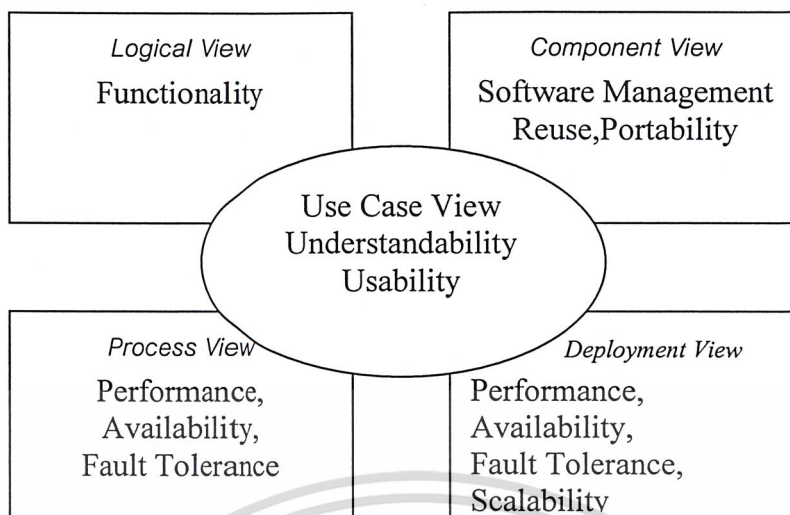 Logical View
Functionality
Component View
Software Management
Reuse,Portability
Use Case View
Understandability
Usability
Process View
Performance,
Availability,
Fault Tolerance
Deployment View
Performance,
Availability,
Fault Tolerance,
Scalability